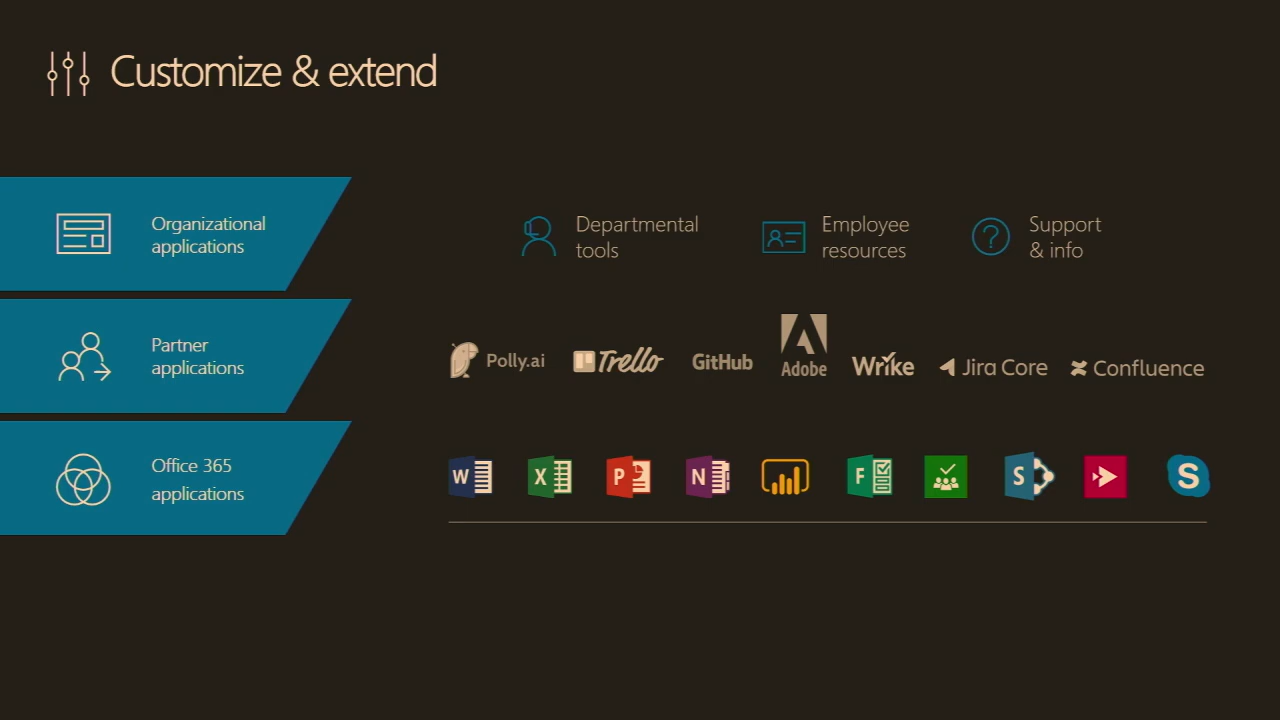 Customize & extend
Organizational
applications
Departmental
tools
Employee
resources
Support
& info
Partner
applications
Polly.ai
Trello
GitHub
Adobe
Wrike
Jira Core
Confluence
Office 365
applications
W
X
P
N
F
S
S